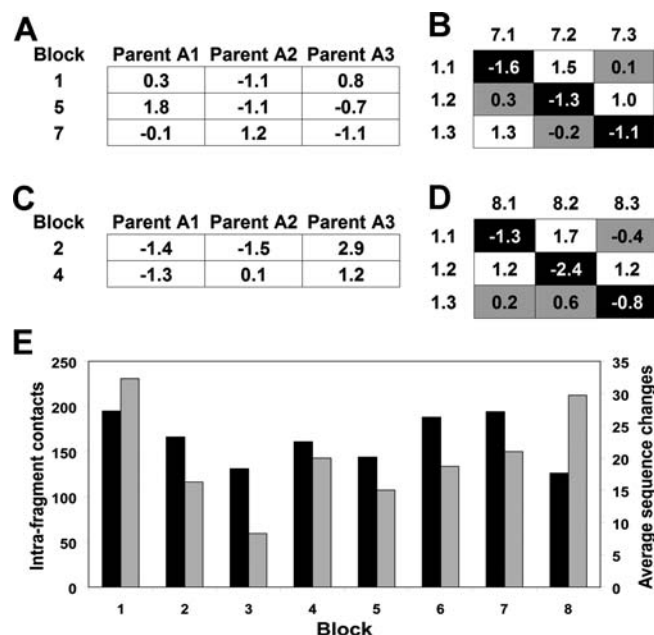 A
Block Parent A1 Parent A2 Parent A3
1 0.3 -1.1 0.8
5 1.8 -1.1 -0.7
7 -0.1 1.2 -1.1
B
7.1 7.2 7.3
1.1 -1.6 1.5 0.1
1.2 0.3 -1.3 1.0
1.3 1.3 -0.2 -1.1
C
Block Parent A1 Parent A2 Parent A3
2 -1.4 -1.5 2.9
4 -1.3 0.1 1.2
D
8.1 8.2 8.3
1.1 -1.3 1.7 -0.4
1.2 1.2 -2.4 1.2
1.3 0.2 0.6 -0.8
E
Intra-fragment contacts
250
200
150
100
50
0
35
30
25
20
15
10
5
0
Average sequence changes
1 2 3 4 5 6 7 8
Block